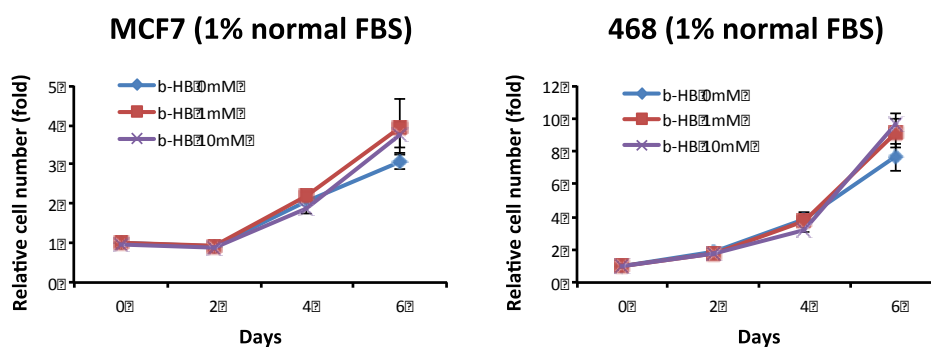 MCF7 (1% normal FBS)
Relative cell number (fold)
5
4
3
2
1
0
b-HB 0mM
b-HB 1mM
b-HB 10mM
0 2 4 6
Days
468 (1% normal FBS)
Relative cell number (fold)
12
10
8
6
4
2
0
b-HB 0mM
b-HB 1mM
b-HB 10mM
0 2 4 6
Days